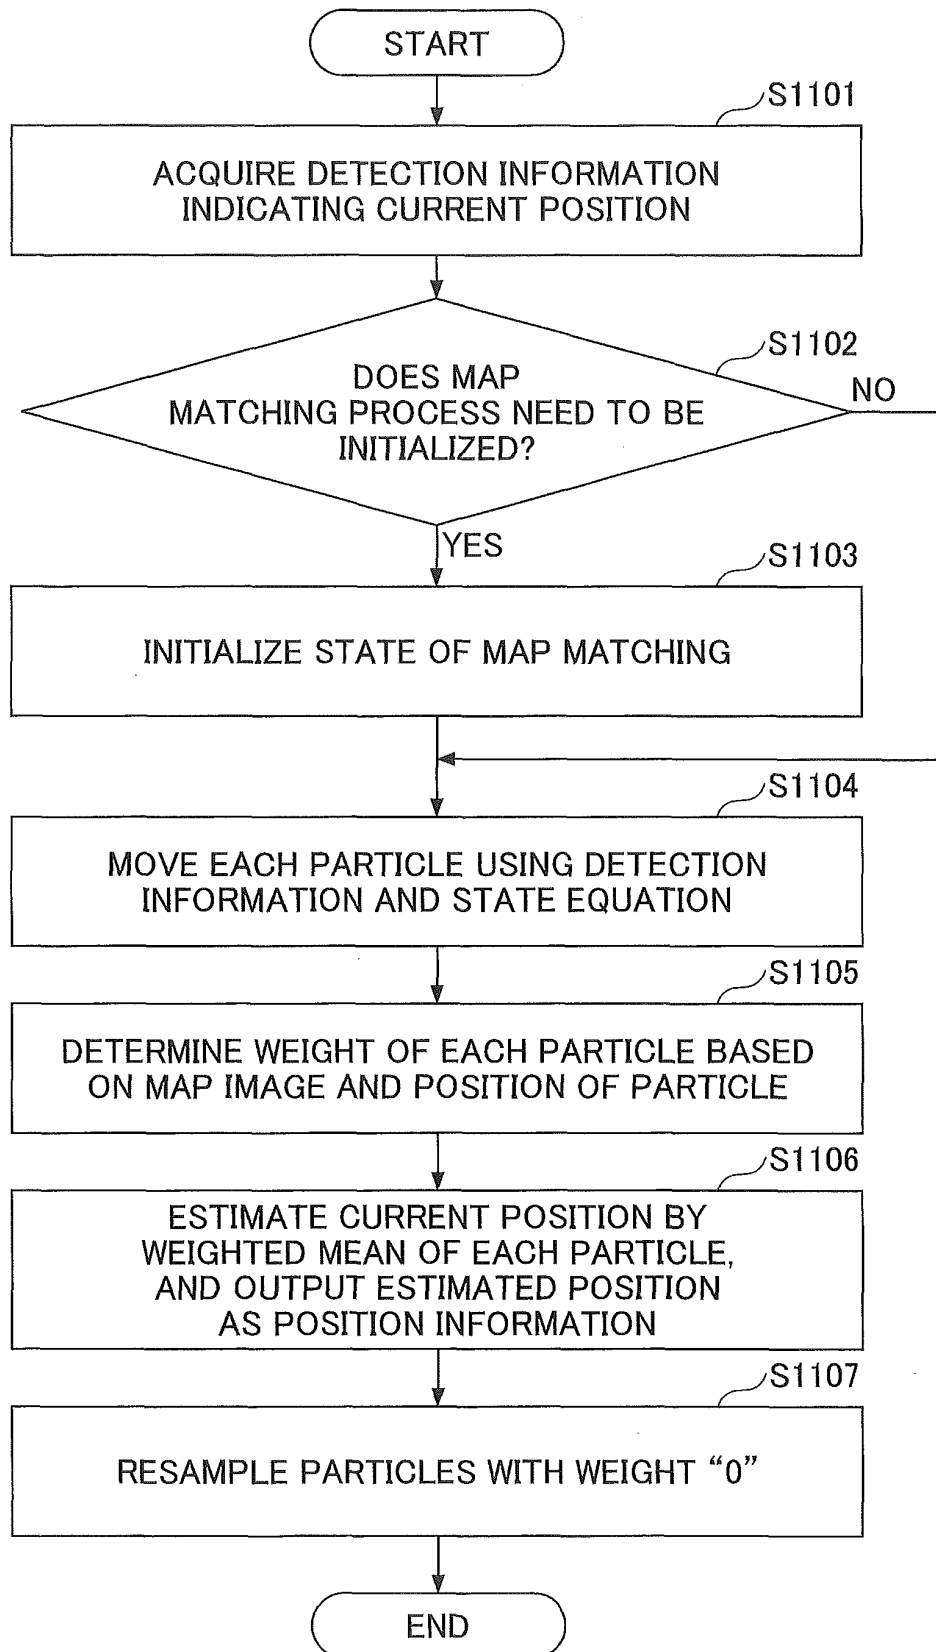 START
S1101
ACQUIRE DETECTION INFORMATION
INDICATING CURRENT POSITION
S1102
DOES MAP
MATCHING PROCESS NEED TO BE
INITIALIZED?
NO
YES
S1103
INITIALIZE STATE OF MAP MATCHING
S1104
MOVE EACH PARTICLE USING DETECTION
INFORMATION AND STATE EQUATION
S1105
DETERMINE WEIGHT OF EACH PARTICLE BASED
ON MAP IMAGE AND POSITION OF PARTICLE
S1106
ESTIMATE CURRENT POSITION BY
WEIGHTED MEAN OF EACH PARTICLE,
AND OUTPUT ESTIMATED POSITION
AS POSITION INFORMATION
S1107
RESAMPLE PARTICLES WITH WEIGHT “0”
END